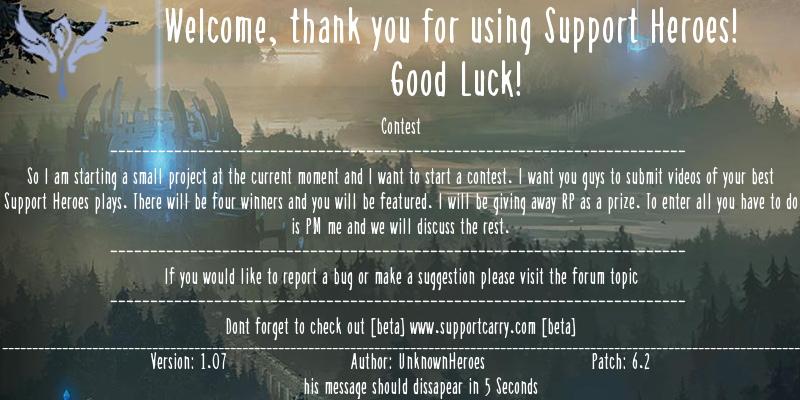 Welcome, thank you for using Support Heroes!
Good Luck!
Contest
So I am starting a small project at the current moment and I want to start a contest. I want you guys to submit videos of your best
Support Heroes plays. There will be four winners and you will be featured. I will be giving away RP as a prize. To enter all you have to do
is PM me and we will discuss the rest.
If you would like to report a bug or make a suggestion please visit the forum topic
Dont forget to check out [beta] www.supportcarry.com [beta]
Version: 1.07 Author: UnknownHeroes Patch: 6.2
his message should dissapear in 5 Seconds